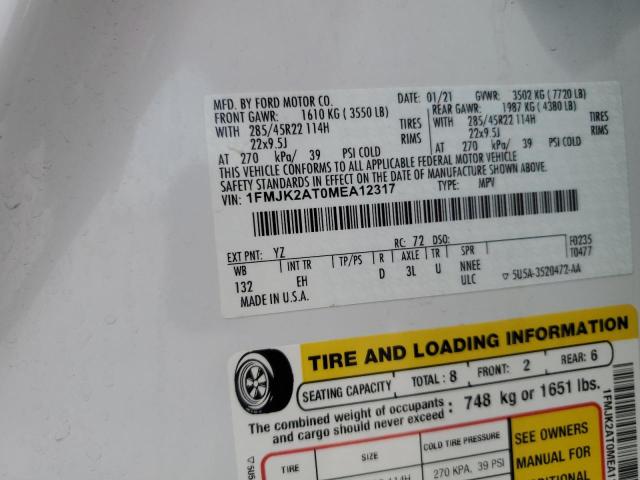 MFD. BY FORD MOTOR CO. DATE: 01/21 GVWR: 3502 KG (7720 LB)
FRONT GAWR: 1610 KG (3550 LB) REAR GAWR: 1987 KG (4380 LB)
WITH 285/45R22 114H TIRES WITH 285/45R22 114H TIRES
22x9.5J RIMS 22x9.5J RIMS
AT 270 kPa/ 39 PSI COLD AT 270 kPa/ 39 PSI COLD
THIS VEHICLE CONFORMS TO ALL APPLICABLE FEDERAL MOTOR VEHICLE
SAFETY STANDARDS IN EFFECT ON THE DATE OF MANUFACTURE SHOWN ABOVE.
VIN: 1FMJK2AT0MEA12317 TYPE: MPV
EXT PNT: YZ RC: 72 DSO: F0235
WB INT TR TP/PS R AXLE TR SPR T0477
132 EH D 3L U NNEE
ULC
MADE IN U.S.A. 5U5A-3520472-AA
TIRE AND LOADING INFORMATION
SEATING CAPACITY TOTAL: 8 FRONT: 2 REAR: 6
The combined weight of occupants and cargo should never exceed: 748 kg or 1651 lbs.
TIRE SIZE COLD TIRE PRESSURE SEE OWNERS
MANUAL FOR
114H 270 KPA, 39 PSI
1FMJK2AT0MEA1